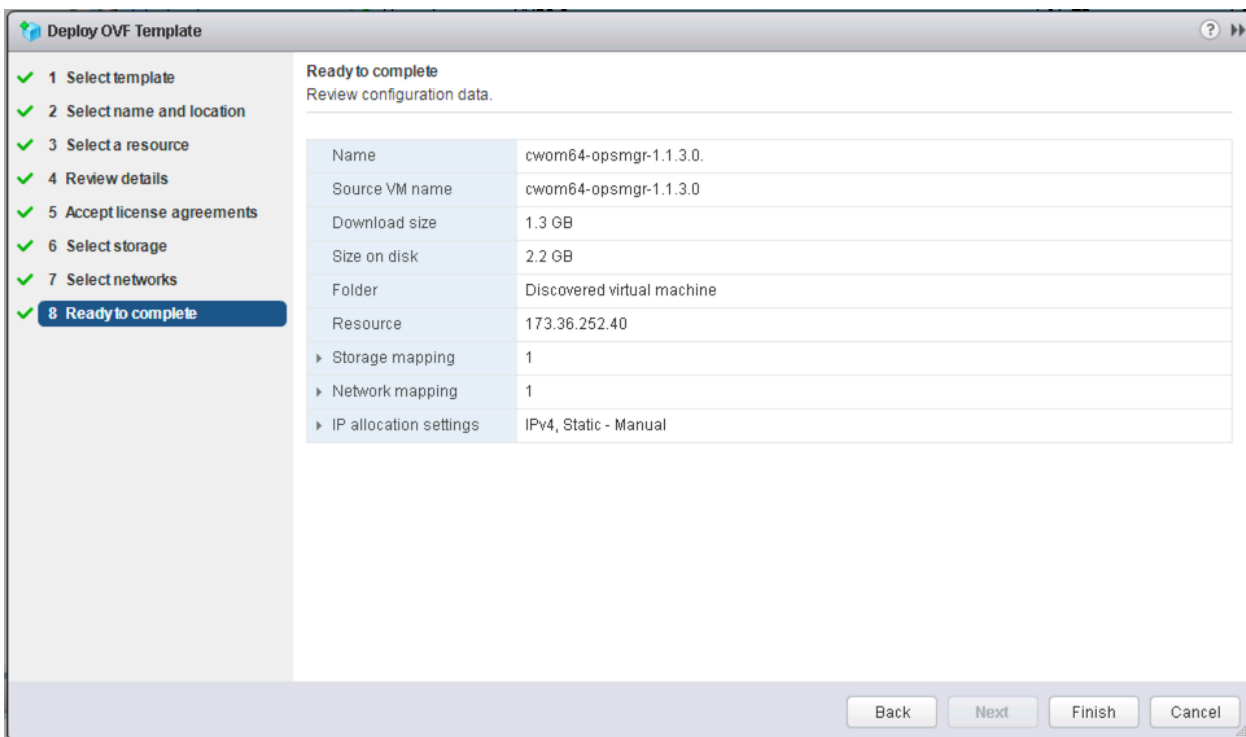 Deploy OVF Template
?
1 Select template
2 Select name and location
3 Select a resource
4 Review details
5 Accept license agreements
6 Select storage
7 Select networks
8 Ready to complete
Ready to complete
Review configuration data.
Name cwom64-opsmgr-1.1.3.0.
Source VM name cwom64-opsmgr-1.1.3.0
Download size 1.3 GB
Size on disk 2.2 GB
Folder Discovered virtual machine
Resource 173.36.252.40
Storage mapping 1
Network mapping 1
IP allocation settings IPv4, Static - Manual
Back Next Finish Cancel